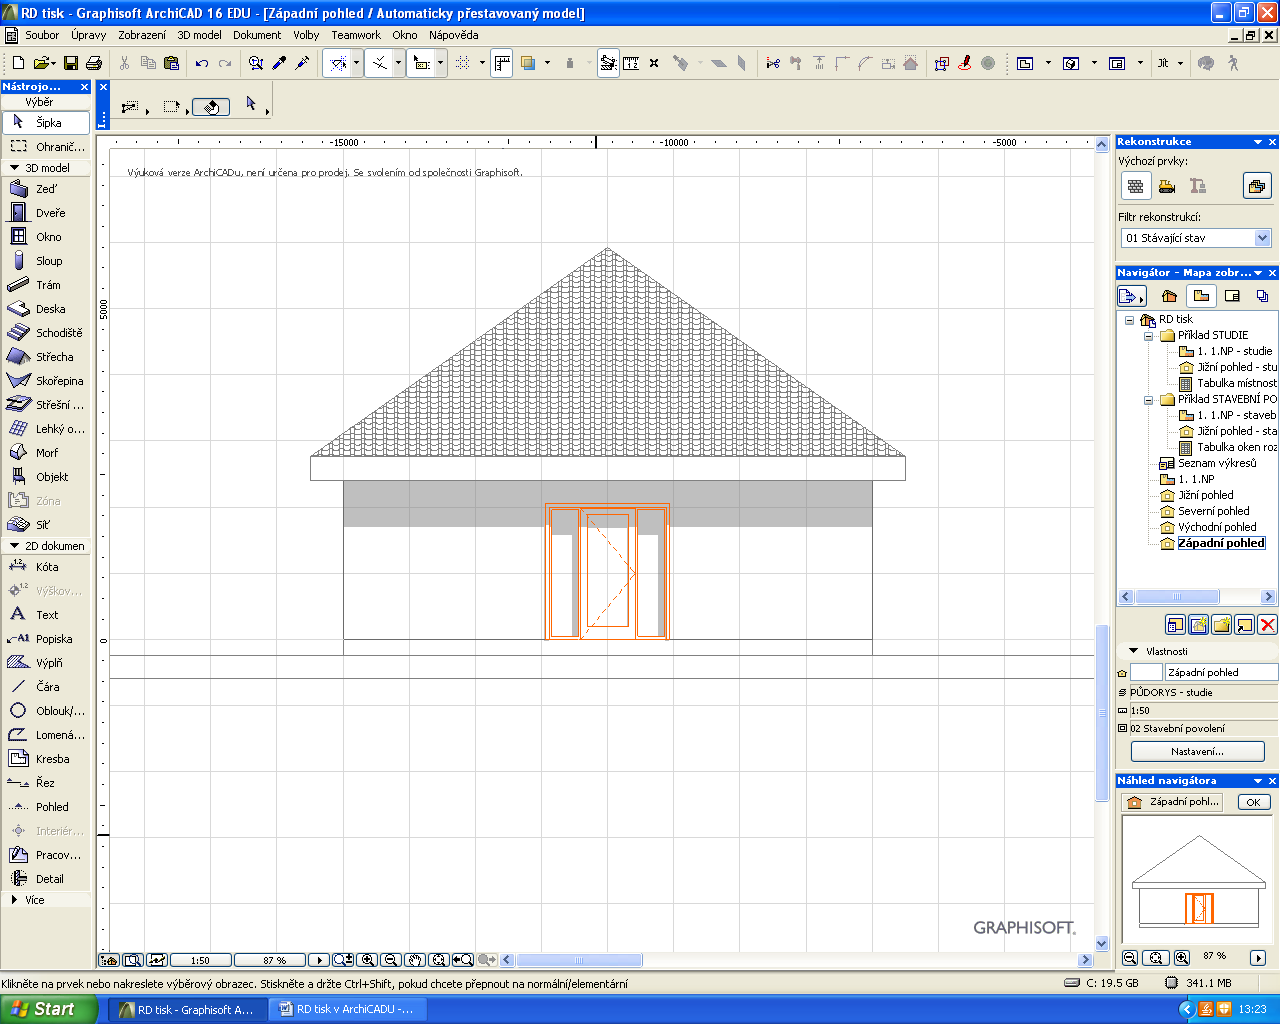 RD tisk - Graphisoft ArchiCAD 16 EDU - [Západní pohled / Automaticky přestavovaný model]
Soubor Úpravy Zobrazení 3D model Dokument Volby Teamwork Okno Nápověda
Jít
Nástrojo...
Výběr
Šipka
Ohranič...
3D model
Zeď
Dveře
Okno
Sloup
Trám
Deska
Schodiště
Střecha
Skořepina
Střešní ...
Lehký o...
Morf
Objekt
Zóna
Síť
2D dokumen
Kóta
Výškov...
Text
Popiska
Výplň
Čára
Oblouk/...
Lomená...
Kresba
Řez
Pohled
Interiér...
Pracov...
Detail
Více
-15000 -10000 -5000
5000
0
Výuková verze ArchiCADu, není určena pro prodej. Se svolením od společnosti Graphisoft.
GRAPHISOFT.
1:50
87 %
Rekonstrukce
Výchozí prvky:
Filtr rekonstrukcí:
01 Stávající stav
Navigátor - Mapa zobr...
RD tisk
Příklad STUDIE
1. 1.NP - studie
Jižní pohled - stu
Tabulka místnost
Příklad STAVEBNÍ PO
1. 1.NP - staveb
Jižní pohled - sta
Tabulka oken roz
Seznam výkresů
1. 1.NP
Jižní pohled
Severní pohled
Východní pohled
Západní pohled
Vlastnosti
Západní pohled
PŮDORYS - studie
1:50
02 Stavební povolení
Nastavení...
Náhled navigátora
Západní pohl...
OK
87 %
Klikněte na prvek nebo nakreslete výběrový obrazec. Stiskněte a držte Ctrl+Shift, pokud chcete přepnout na normální/elementární
C: 19.5 GB
341.1 MB
Start
RD tisk - Graphisoft A...
RD tisk v ArchiCADU -...
13:23